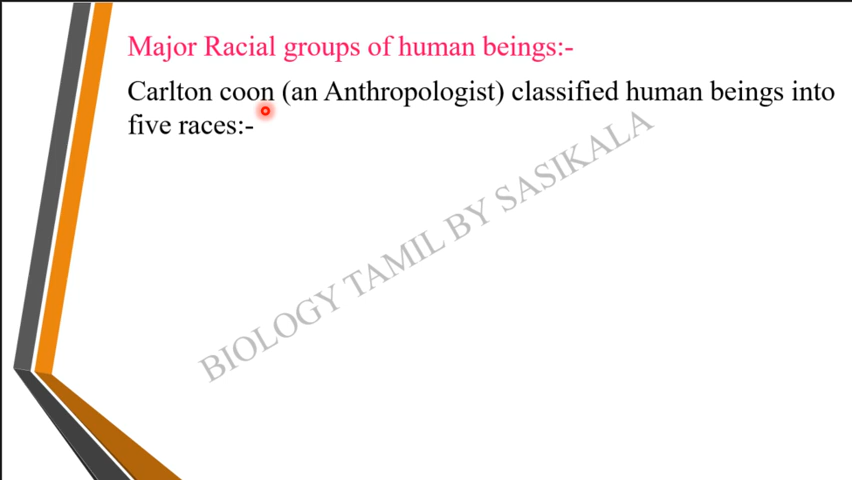 Major Racial groups of human beings:-
Carlton coon (an Anthropologist) classified human beings into
five races:-
BIOLOGY TAMIL BY SASIKALA